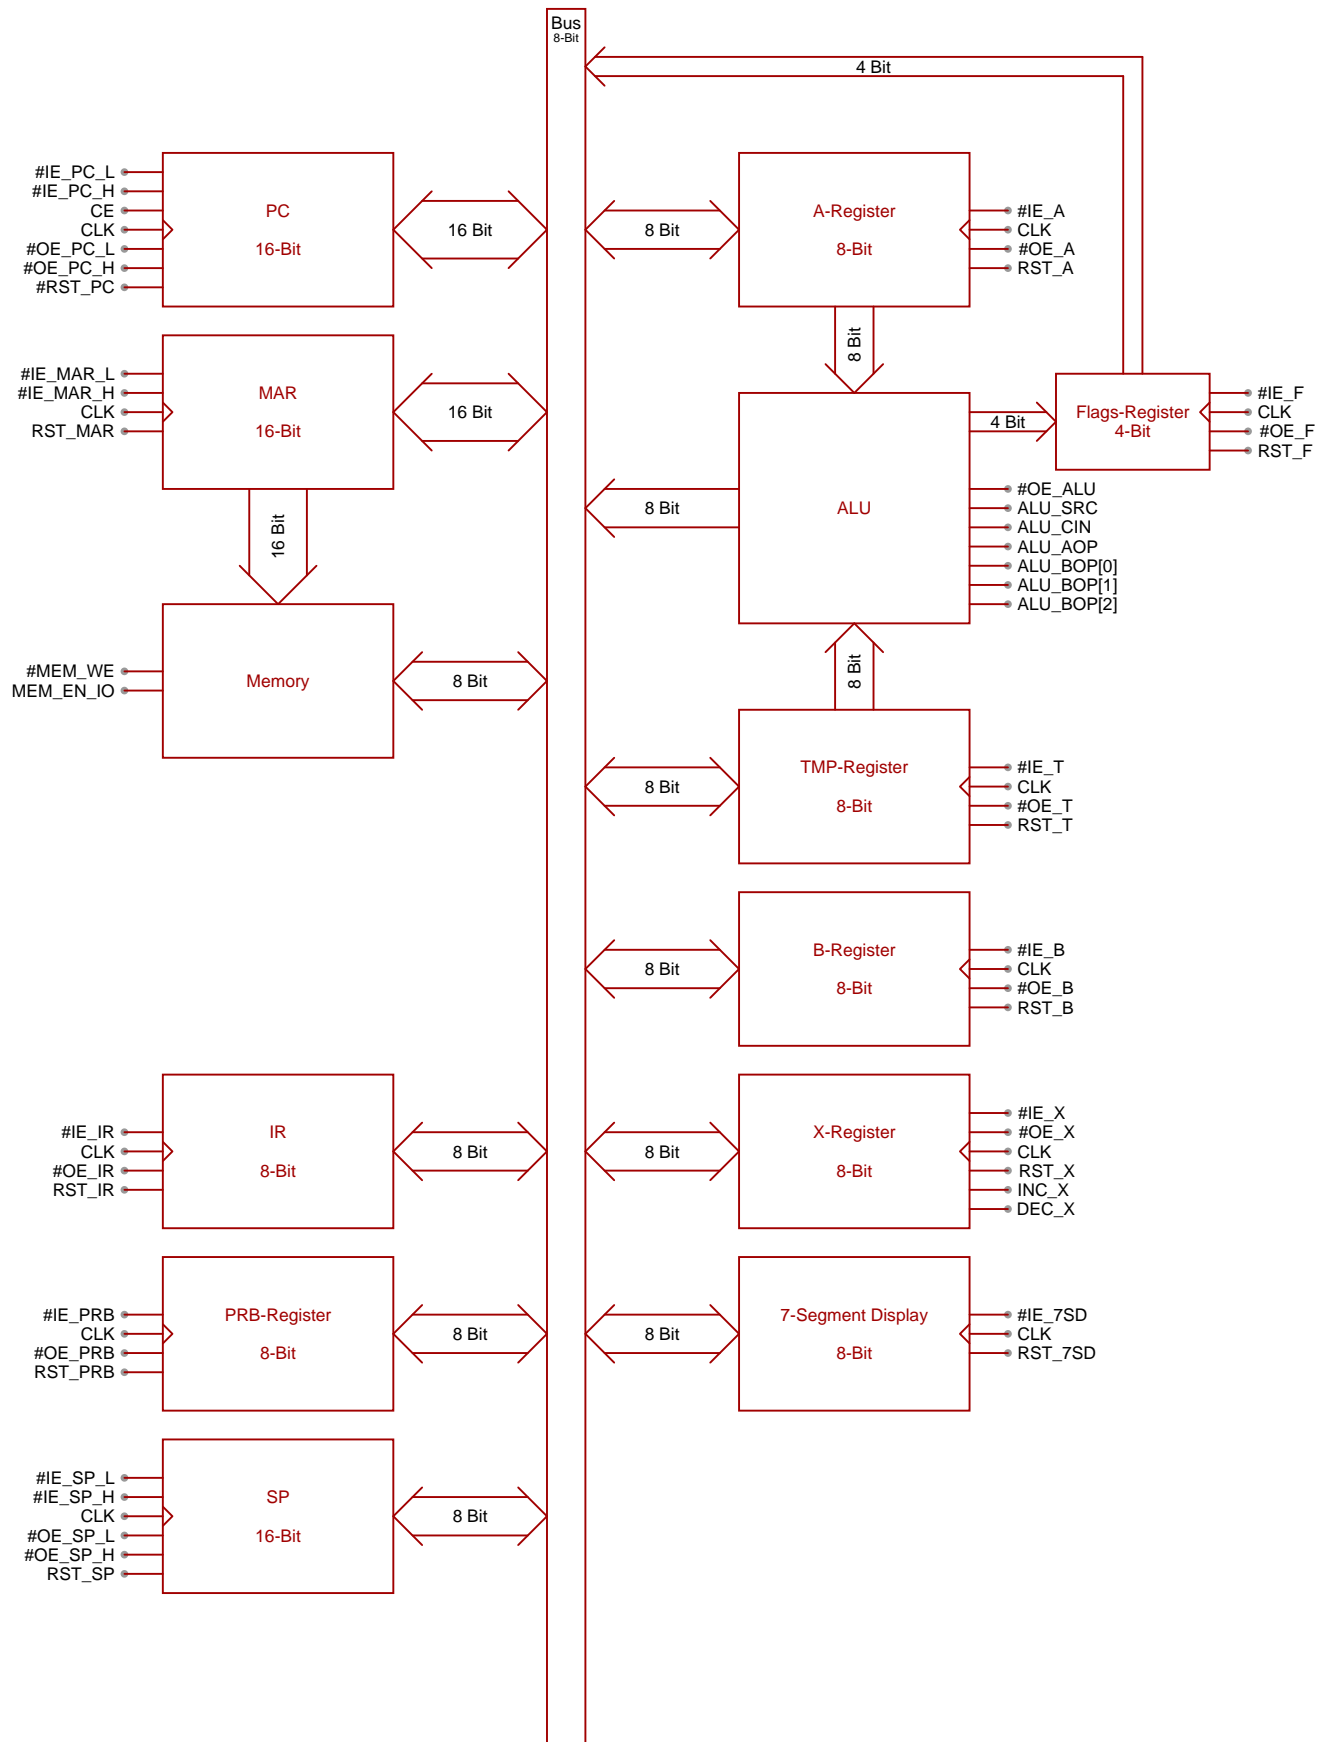 Bus
8-Bit
4 Bit
#IE_PC_L
#IE_PC_H
CE
CLK
#OE_PC_L
#OE_PC_H
#RST_PC
PC
16-Bit
16 Bit
8 Bit
A-Register
8-Bit
#IE_A
CLK
#OE_A
RST_A
8 Bit
#IE_MAR_L
#IE_MAR_H
CLK
RST_MAR
MAR
16-Bit
16 Bit
16 Bit
4 Bit
Flags-Register
4-Bit
#IE_F
CLK
#OE_F
RST_F
8 Bit
ALU
#OE_ALU
ALU_SRC
ALU_CIN
ALU_AOP
ALU_BOP[0]
ALU_BOP[1]
ALU_BOP[2]
#MEM_WE
MEM_EN_IO
Memory
8 Bit
8 Bit
8 Bit
TMP-Register
8-Bit
#IE_T
CLK
#OE_T
RST_T
8 Bit
B-Register
8-Bit
#IE_B
CLK
#OE_B
RST_B
#IE_IR
CLK
#OE_IR
RST_IR
IR
8-Bit
8 Bit
8 Bit
X-Register
8-Bit
#IE_X
#OE_X
CLK
RST_X
INC_X
DEC_X
#IE_PRB
CLK
#OE_PRB
RST_PRB
PRB-Register
8-Bit
8 Bit
8 Bit
7-Segment Display
8-Bit
#IE_7SD
CLK
RST_7SD
#IE_SP_L
#IE_SP_H
CLK
#OE_SP_L
#OE_SP_H
RST_SP
SP
16-Bit
8 Bit